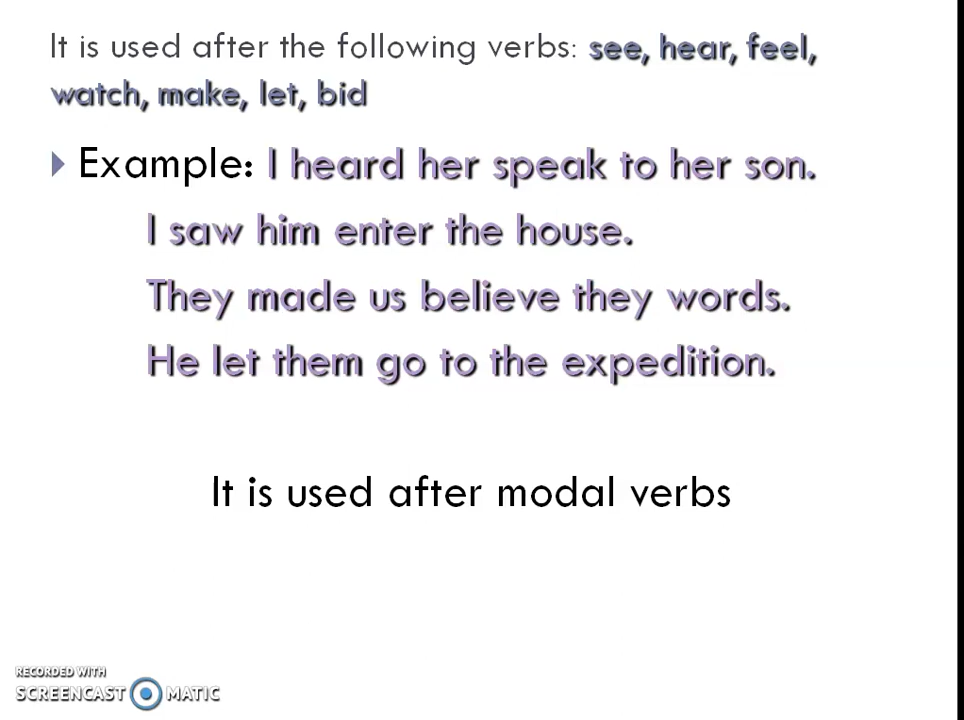 It is used after the following verbs: see, hear, feel,
watch, make, let, bid
Example: I heard her speak to her son.
I saw him enter the house.
They made us believe they words.
He let them go to the expedition.
It is used after modal verbs
RECORDED WITH
SCREENCAST MATIC